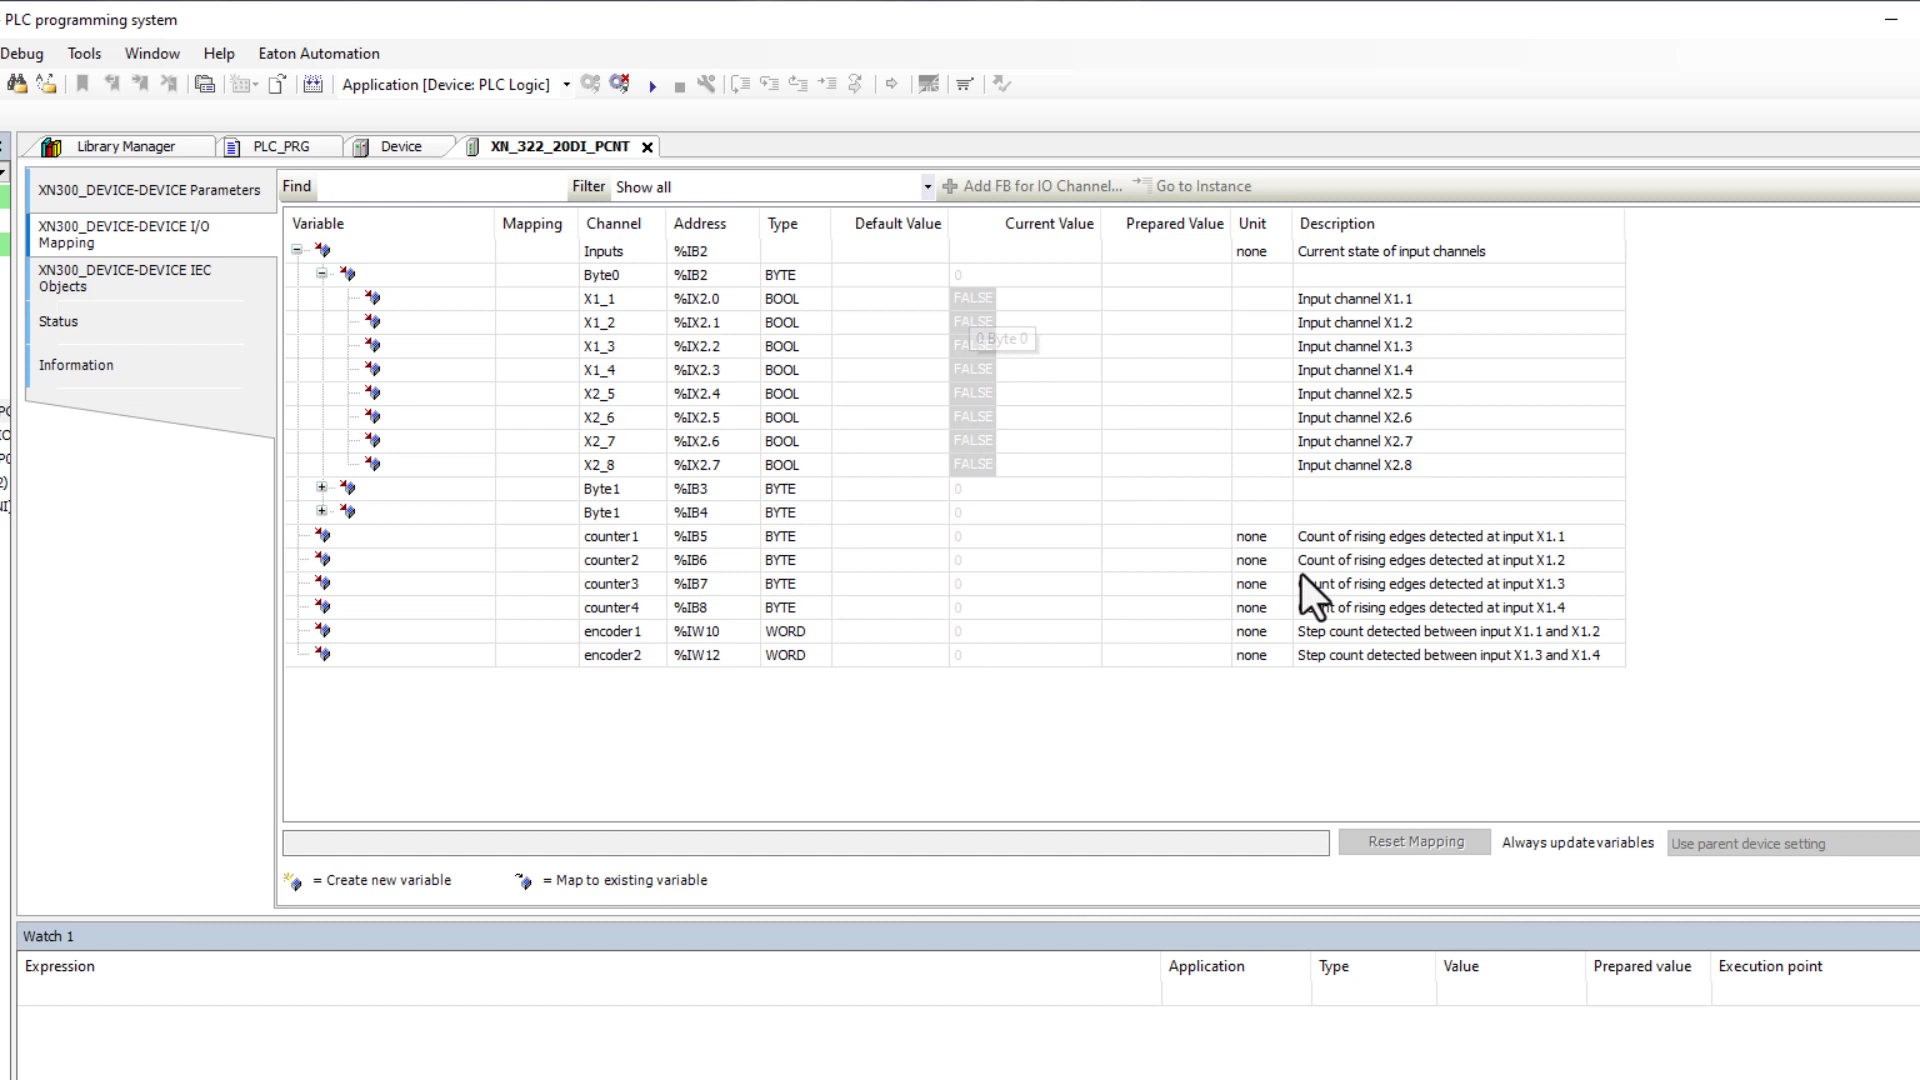 PLC programming system
Debug Tools Window Help Eaton Automation
Application [Device: PLC Logic]
Library Manager PLC_PRG Device XN_322_20DI_PCNT
XN300_DEVICE-DEVICE Parameters
XN300_DEVICE-DEVICE I/O
Mapping
XN300_DEVICE-DEVICE IEC
Objects
Status
Information
Find Filter Show all Add FB for IO Channel... Go to Instance
Variable Mapping Channel Address Type Default Value Current Value Prepared Value Unit Description
Inputs %IB2 none Current state of input channels
Byte0 %IB2 BYTE 0
X1_1 %IX2.0 BOOL FALSE Input channel X1.1
X1_2 %IX2.1 BOOL FALSE Input channel X1.2
0 Byte 0
X1_3 %IX2.2 BOOL Input channel X1.3
X1_4 %IX2.3 BOOL FALSE Input channel X1.4
X2_5 %IX2.4 BOOL FALSE Input channel X2.5
X2_6 %IX2.5 BOOL FALSE Input channel X2.6
X2_7 %IX2.6 BOOL FALSE Input channel X2.7
X2_8 %IX2.7 BOOL FALSE Input channel X2.8
Byte1 %IB3 BYTE 0
Byte1 %IB4 BYTE 0
counter1 %IB5 BYTE 0 none Count of rising edges detected at input X1.1
counter2 %IB6 BYTE 0 none Count of rising edges detected at input X1.2
counter3 %IB7 BYTE 0 none Count of rising edges detected at input X1.3
counter4 %IB8 BYTE 0 none of rising edges detected at input X1.4
encoder1 %IW10 WORD 0 none Step count detected between input X1.1 and X1.2
encoder2 %IW12 WORD 0 none Step count detected between input X1.3 and X1.4
Reset Mapping Always update variables Use parent device setting
= Create new variable = Map to existing variable
Watch 1
Expression Application Type Value Prepared value Execution point